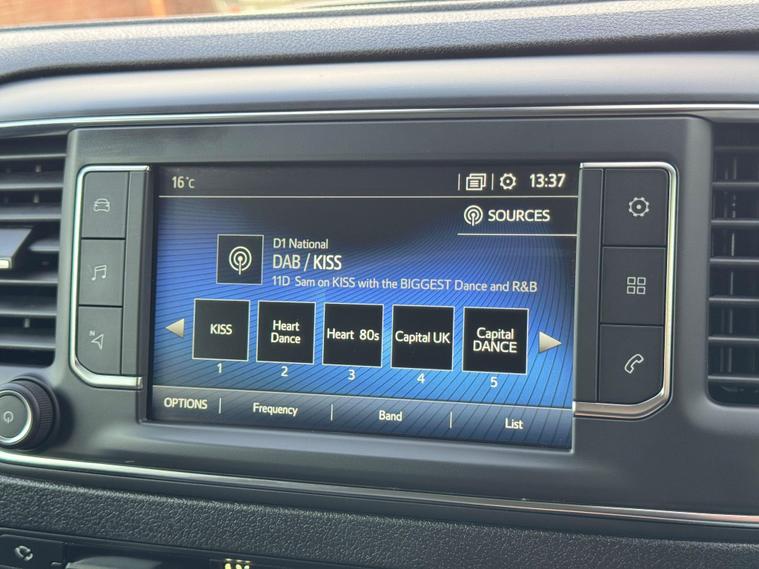 16°C
13:37
SOURCES
D1 National
DAB / KISS
11D Sam on KISS with the BIGGEST Dance and R&B
KISS
Heart
Dance
Heart 80s
Capital UK
Capital
DANCE
1 2 3 4 5
OPTIONS
Frequency
Band
List
N